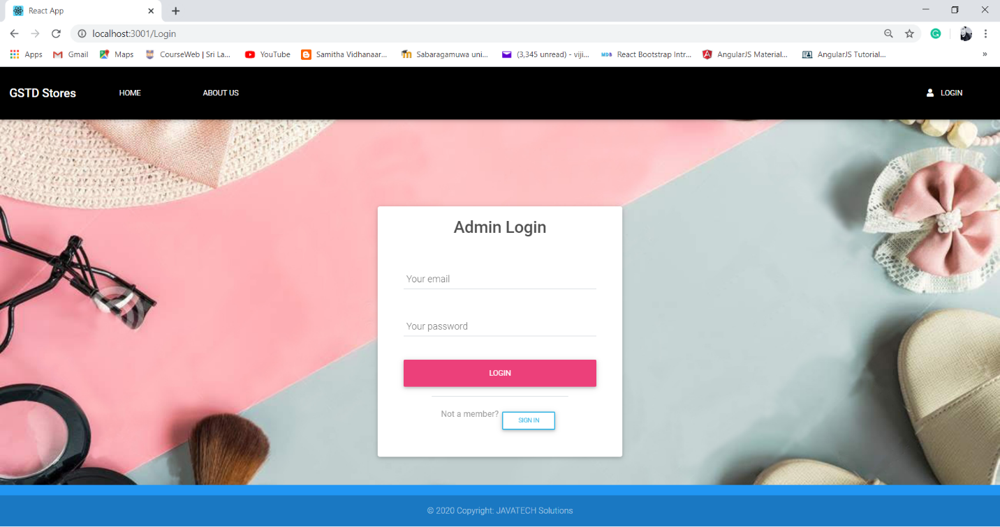 React App
localhost:3001/Login
Apps Gmail Maps CourseWeb | Sri La... YouTube Samitha Vidhanaar... Sabaragamuwa uni... (3,345 unread) - viji... MDB React Bootstrap Intr... AngularJS Material... AngularJS Tutorial... »
GSTD Stores HOME ABOUT US LOGIN
Admin Login
Your email
Your password
LOGIN
Not a member? SIGN IN
© 2020 Copyright: JAVATECH Solutions